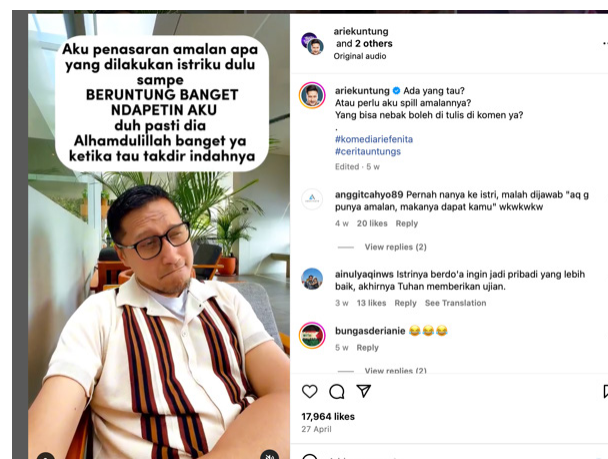 Aku penasaran amalan apa
yang dilakukan istriku dulu
sampe
BERUNTUNG BANGET
NDAPETIN AKU
duh pasti dia
Alhamdulillah banget ya
ketika tau takdir indahnya
ariekuntung
and 2 others
Original audio
ariekuntung Ada yang tau?
Atau perlu aku spill amalannya?
Yang bisa nebak boleh di tulis di komen ya?
.
#komediariefenita
#ceritauntungs
Edited · 5 w
anggitcahyo89 Pernah nanya ke istri, malah dijawab "aq g
punya amalan, makanya dapat kamu" wkwkwkw
4 w 20 likes Reply
View replies (2)
ainulyaqinws Istrinya berdo'a ingin jadi pribadi yang lebih
baik, akhirnya Tuhan memberikan ujian.
3 w 13 likes Reply See Translation
bungasderianie 😂😂😂
5 w Reply
View replies (2)
17,964 likes
27 April